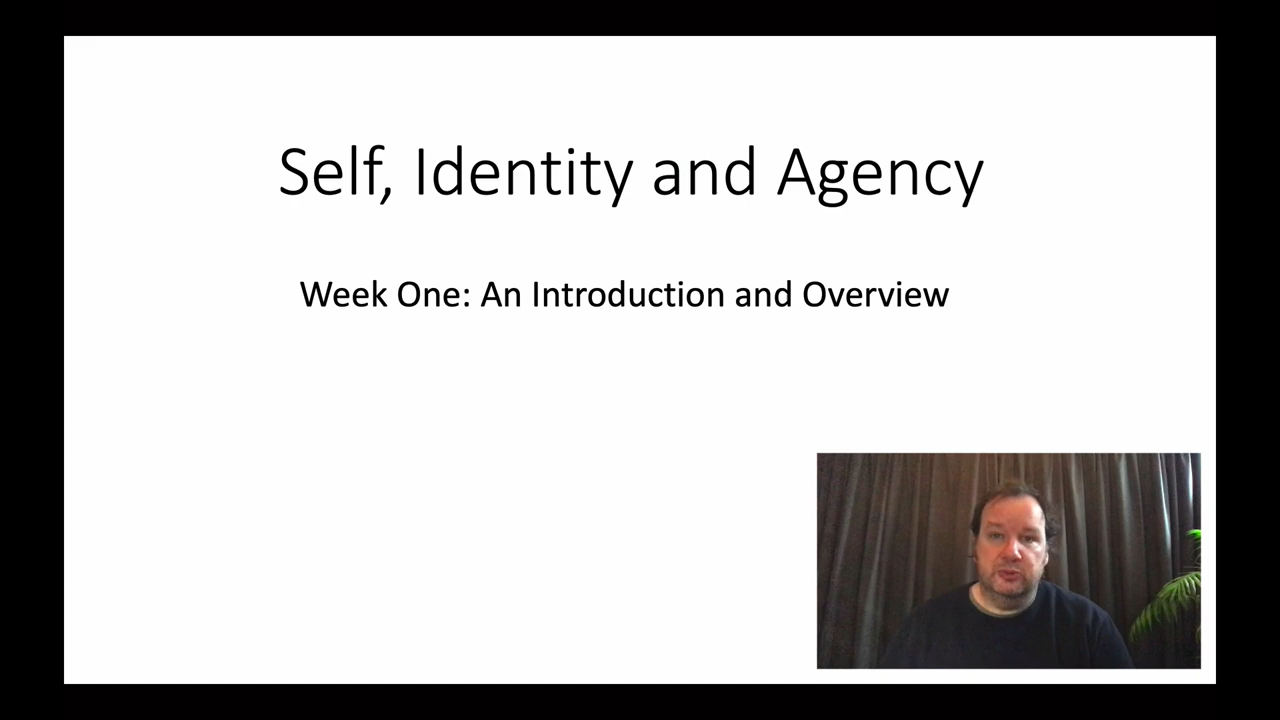 Self, Identity and Agency
Week One: An Introduction and Overview